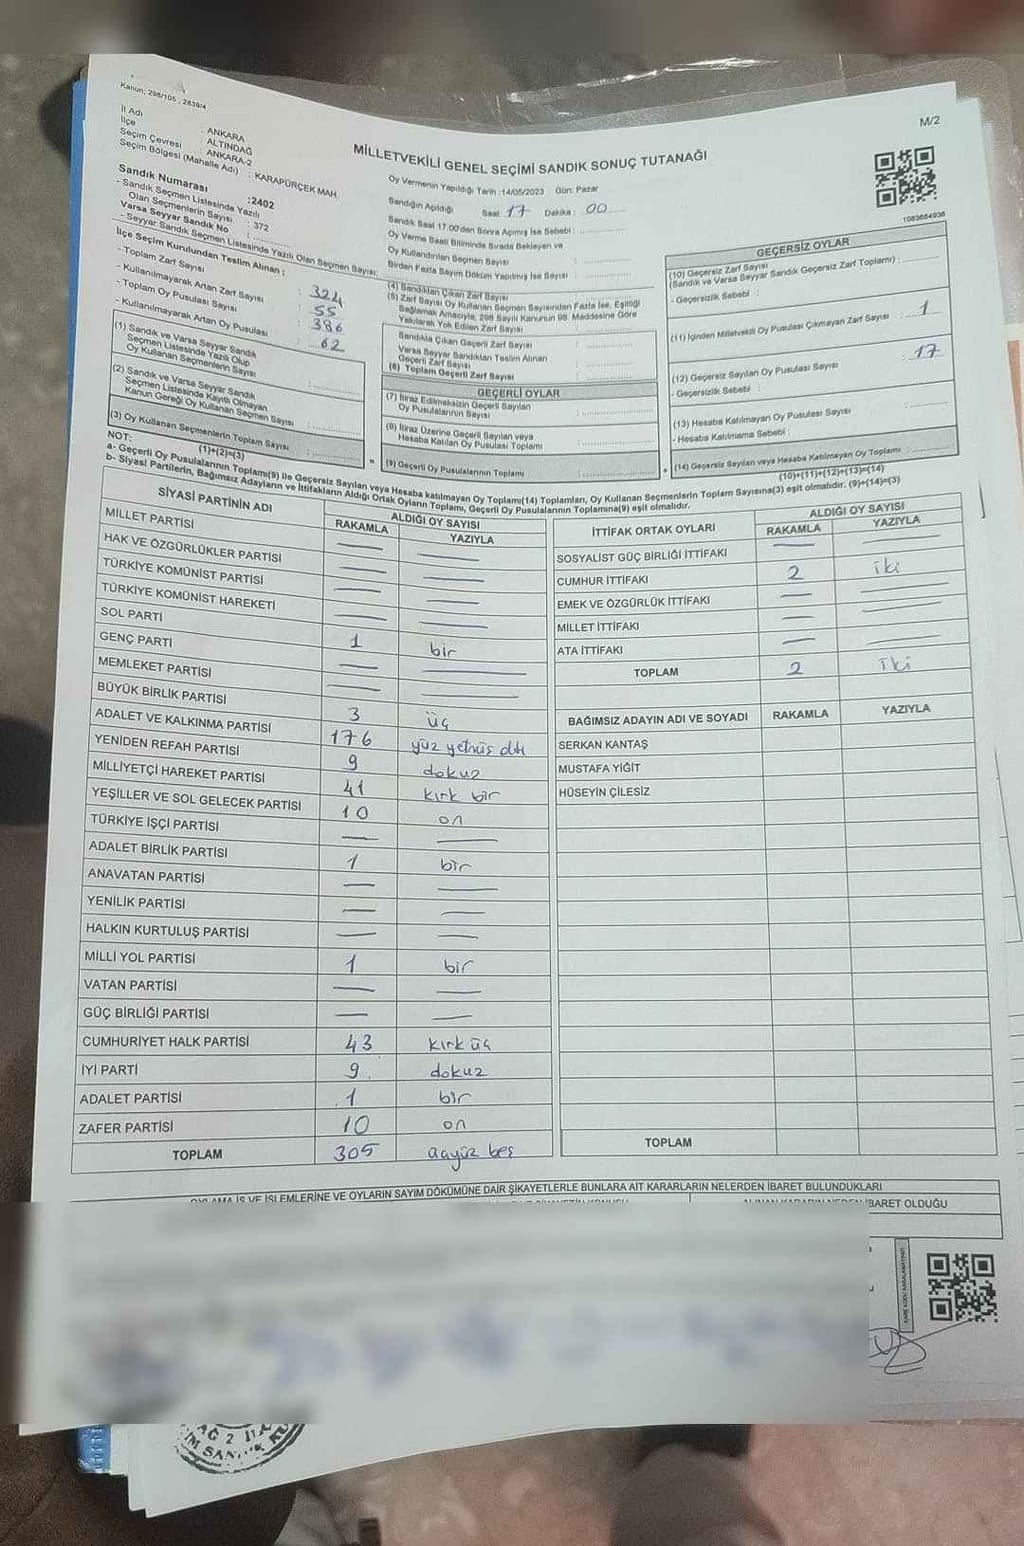 Kanun; 298/105 , 2839/4
M/2
İl Adı : ANKARA
İlçe : ALTINDAĞ
Seçim Çevresi : ANKARA-2
Seçim Bölgesi (Mahalle Adı) : KARAPÜRÇEK MAH.
MİLLETVEKİLİ GENEL SEÇİMİ SANDIK SONUÇ TUTANAĞI
Sandık Numarası :2402
- Sandık Seçmen Listesinde Yazılı
Olan Seçmenlerin Sayısı : 372
Varsa Seyyar Sandık No :
- Seyyar Sandık Seçmen Listesinde Yazılı Olan Seçmen Sayısı:
İlçe Seçim Kurulundan Teslim Alınan ;
- Toplam Zarf Sayısı : 324
- Kullanılmayarak Artan Zarf Sayısı : 55
- Toplam Oy Pusulası Sayısı : 386
- Kullanılmayarak Artan Oy Pusulası : 62
Oy Vermenin Yapıldığı Tarih :14/05/2023 Gün: Pazar
Sandığın Açıldığı Saat: 17 Dakika : 00
Sandık Saat 17.00'den Sonra Açılmış İse Sebebi :
Oy Verme Saati Bitiminde Sırada Bekleyen ve
Oy Kullandırılan Seçmen Sayısı :
Birden Fazla Sayım Döküm Yapılmış İse Sayısı :
1083684936
(1) Sandık ve Varsa Seyyar Sandık
Seçmen Listesinde Yazılı Olup
Oy Kullanan Seçmenlerin Sayısı :
(2) Sandık ve Varsa Seyyar Sandık
Seçmen Listesinde Kayıtlı Olmayan
Kanun Gereği Oy Kullanan Seçmen Sayısı :
(3) Oy Kullanan Seçmenlerin Toplam Sayısı :
(1)+(2)=(3)
(4) Sandıktan Çıkan Zarf Sayısı :
(5) Zarf Sayısı Oy Kullanan Seçmen Sayısından Fazla İse, Eşitliği
Bağlamak Amacıyla, 298 Sayılı Kanunun 98. Maddesine Göre
Yakılarak Yok Edilen Zarf Sayısı :
Sandıkta Çıkan Geçerli Zarf Sayısı :
Varsa Seyyar Sandıktan Teslim Alınan
Geçerli Zarf Sayısı :
(6) Toplam Geçerli Zarf Sayısı :
GEÇERLİ OYLAR
(7) İtiraz Edilmeksizin Geçerli Sayılan
Oy Pusulalarının Sayısı :
(8) İtiraz Üzerine Geçerli Sayılan veya
Hesaba Katılan Oy Pusulası Toplamı :
(9) Geçerli Oy Pusulalarının Toplamı :
GEÇERSİZ OYLAR
(10) Geçersiz Zarf Sayısı
(Sandık ve Varsa Seyyar Sandık Geçersiz Zarf Toplamı) :
- Geçersizlik Sebebi :
(11) İçinden Milletvekili Oy Pusulası Çıkmayan Zarf Sayısı : 1
(12) Geçersiz Sayılan Oy Pusulası Sayısı : 17
- Geçersizlik Sebebi :
(13) Hesaba Katılmayan Oy Pusulası Sayısı :
- Hesaba Katılmama Sebebi :
(14) Geçersiz Sayılan veya Hesaba Katılmayan Oy Toplamı :
(10)+(11)+(12)+(13)=(14)
NOT:
a- Geçerli Oy Pusulalarının Toplamı(9) ile Geçersiz Sayılan veya Hesaba katılmayan Oy Toplamı(14) Toplamları, Oy Kullanan Seçmenlerin Toplam Sayısına(3) eşit olmalıdır. (9)+(14)=(3)
b- Siyasi Partilerin, Bağımsız Adayların ve İttifakların Aldığı Ortak Oyların Toplamı, Geçerli Oy Pusulalarının Toplamına(9) eşit olmalıdır.
SİYASİ PARTİNİN ADI ALDIĞI OY SAYISI
RAKAMLA YAZIYLA
MİLLET PARTİSI — —
HAK VE ÖZGÜRLÜKLER PARTİSİ — —
TÜRKİYE KOMÜNİST PARTİSİ — —
TÜRKİYE KOMÜNİST HAREKETİ — —
SOL PARTİ 1 bir
GENÇ PARTİ — —
MEMLEKET PARTİSİ — —
BÜYÜK BİRLİK PARTİSİ 3 üç
ADALET VE KALKINMA PARTİSİ 176 yüz yetmiş altı
YENİDEN REFAH PARTİSİ 9 dokuz
MİLLİYETÇİ HAREKET PARTİSİ 41 kırk bir
YEŞİLLER VE SOL GELECEK PARTİSİ 10 on
TÜRKİYE İŞÇİ PARTİSİ — —
ADALET BİRLİK PARTİSİ 1 bir
ANAVATAN PARTİSİ — —
YENİLİK PARTİSİ — —
HALKIN KURTULUŞ PARTİSİ — —
MİLLİ YOL PARTİSİ 1 bir
VATAN PARTİSİ — —
GÜÇ BİRLİĞİ PARTİSİ — —
CUMHURİYET HALK PARTİSİ 43 kırk üç
İYİ PARTİ 9 dokuz
ADALET PARTİSİ 1 bir
ZAFER PARTİSİ 10 on
TOPLAM 305 üçyüz beş
İTTİFAK ORTAK OYLARI ALDIĞI OY SAYISI
RAKAMLA YAZIYLA
SOSYALİST GÜÇ BİRLİĞİ İTTİFAKI — —
CUMHUR İTTİFAKI 2 iki
EMEK VE ÖZGÜRLÜK İTTİFAKI — —
MİLLET İTTİFAKI — —
ATA İTTİFAKI — —
TOPLAM 2 iki
BAĞIMSIZ ADAYIN ADI VE SOYADI RAKAMLA YAZIYLA
SERKAN KANTAŞ
MUSTAFA YİĞİT
HÜSEYİN ÇİLESİZ
TOPLAM
OYLAMA İŞ VE İŞLEMLERİNE VE OYLARIN SAYIM DÖKÜMÜNE DAİR ŞİKAYETLERLE BUNLARA AİT KARARLARIN NELERDEN İBARET BULUNDUKLARI
ALINAN KARARIN NEDEN İBARET OLDUĞU